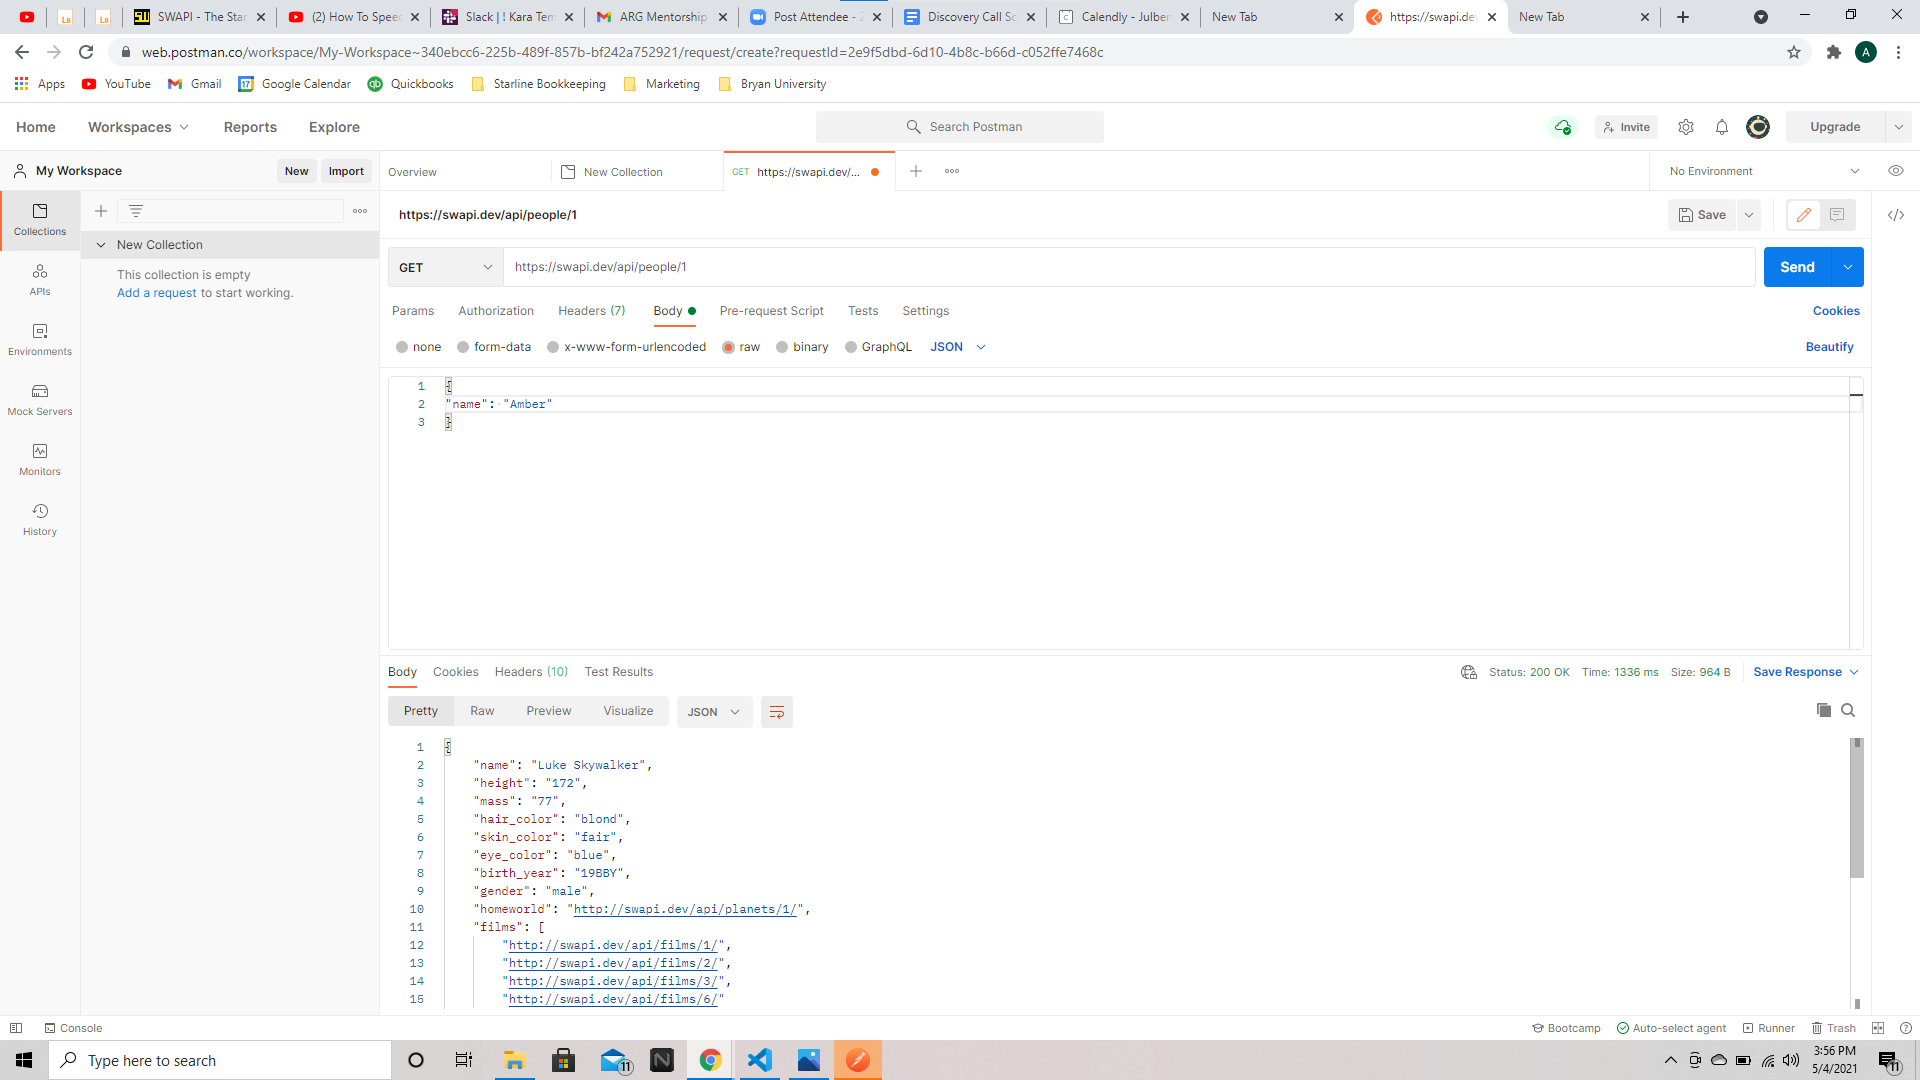 SWAPI - The Star
(2) How To Speed
Slack | ! Kara Tem
ARG Mentorship
Post Attendee - Z
Discovery Call Sc
Calendly - Julber
New Tab
https://swapi.dev
New Tab
web.postman.co/workspace/My-Workspace~340ebcc6-225b-489f-857b-bf242a752921/request/create?requestId=2e9f5dbd-6d10-4b8c-b66d-c052ffe7468c
A
Apps YouTube Gmail Google Calendar Quickbooks Starline Bookkeeping Marketing Bryan University
Home Workspaces Reports Explore Search Postman Invite Upgrade
My Workspace New Import Overview New Collection GET https://swapi.dev/... No Environment
Collections
https://swapi.dev/api/people/1 Save
New Collection
This collection is empty
Add a request to start working.
GET https://swapi.dev/api/people/1 Send
APIs
Environments
Mock Servers
Monitors
History
Params Authorization Headers (7) Body Pre-request Script Tests Settings Cookies
none form-data x-www-form-urlencoded raw binary GraphQL JSON Beautify
1 {
2 "name": "Amber"
3 }
Body Cookies Headers (10) Test Results Status: 200 OK Time: 1336 ms Size: 964 B Save Response
Pretty Raw Preview Visualize JSON
1 {
2 "name": "Luke Skywalker",
3 "height": "172",
4 "mass": "77",
5 "hair_color": "blond",
6 "skin_color": "fair",
7 "eye_color": "blue",
8 "birth_year": "19BBY",
9 "gender": "male",
10 "homeworld": "http://swapi.dev/api/planets/1/",
11 "films": [
12 "http://swapi.dev/api/films/1/",
13 "http://swapi.dev/api/films/2/",
14 "http://swapi.dev/api/films/3/",
15 "http://swapi.dev/api/films/6/"
Console Bootcamp Auto-select agent Runner Trash
Type here to search 11 3:56 PM
5/4/2021 11